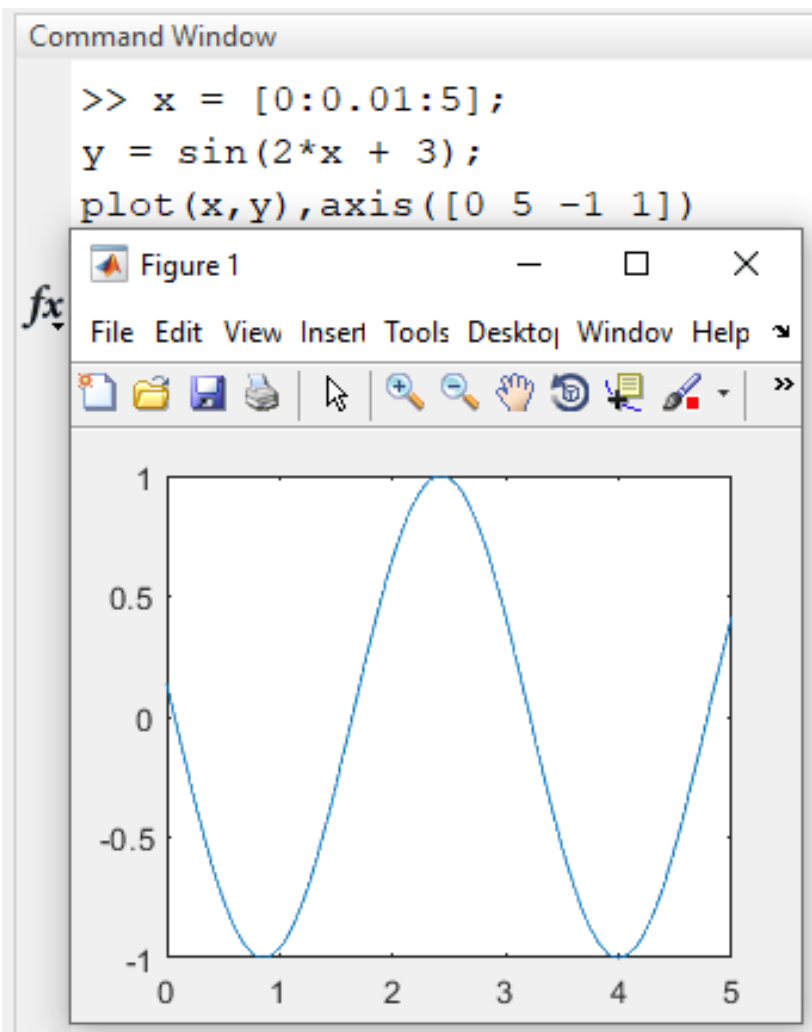 Command Window
>> x = [0:0.01:5];
y = sin(2*x + 3);
plot(x,y),axis([0 5 -1 1])
fx
Figure 1
File Edit View Insert Tools Desktop Window Help
1
0.5
0
-0.5
-1
0 1 2 3 4 5